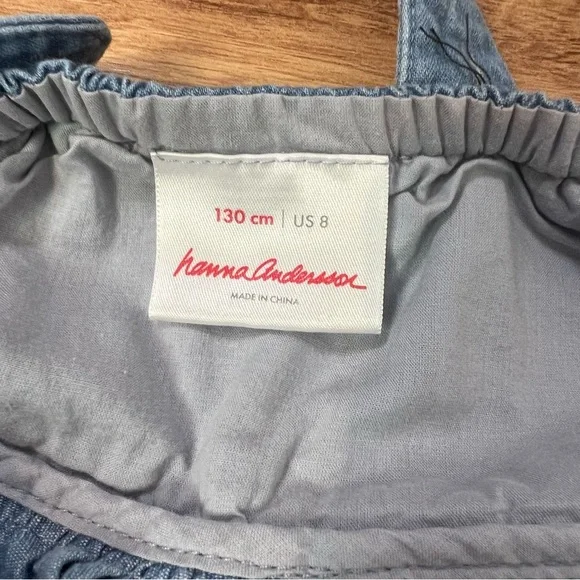 130 cm | US 8
hanna Andersson
MADE IN CHINA